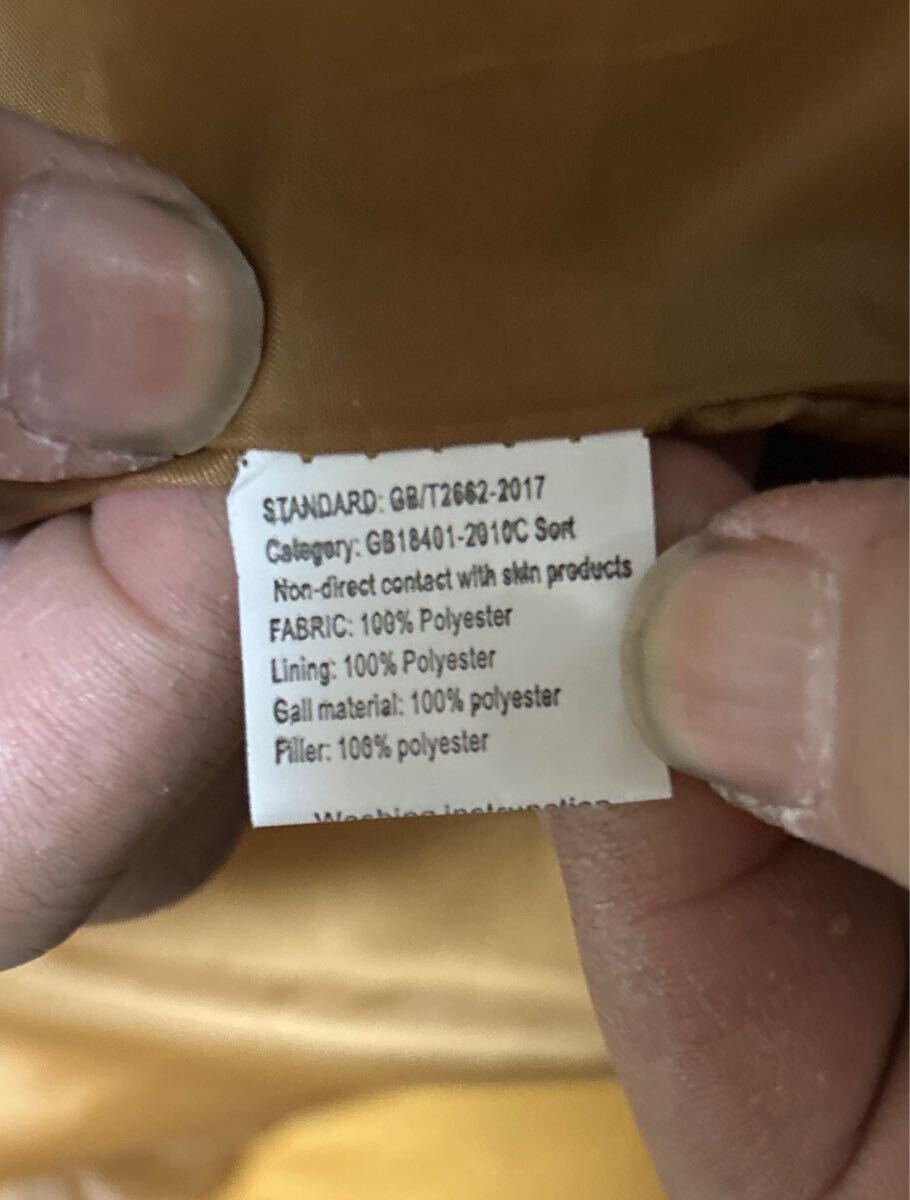 STANDARD: GB/T2662-2017
Category: GB18401-2010C Sort
Non-direct contact with skin products
FABRIC: 100% Polyester
Lining: 100% Polyester
Gall material: 100% polyester
Filler: 100% polyester
Washing